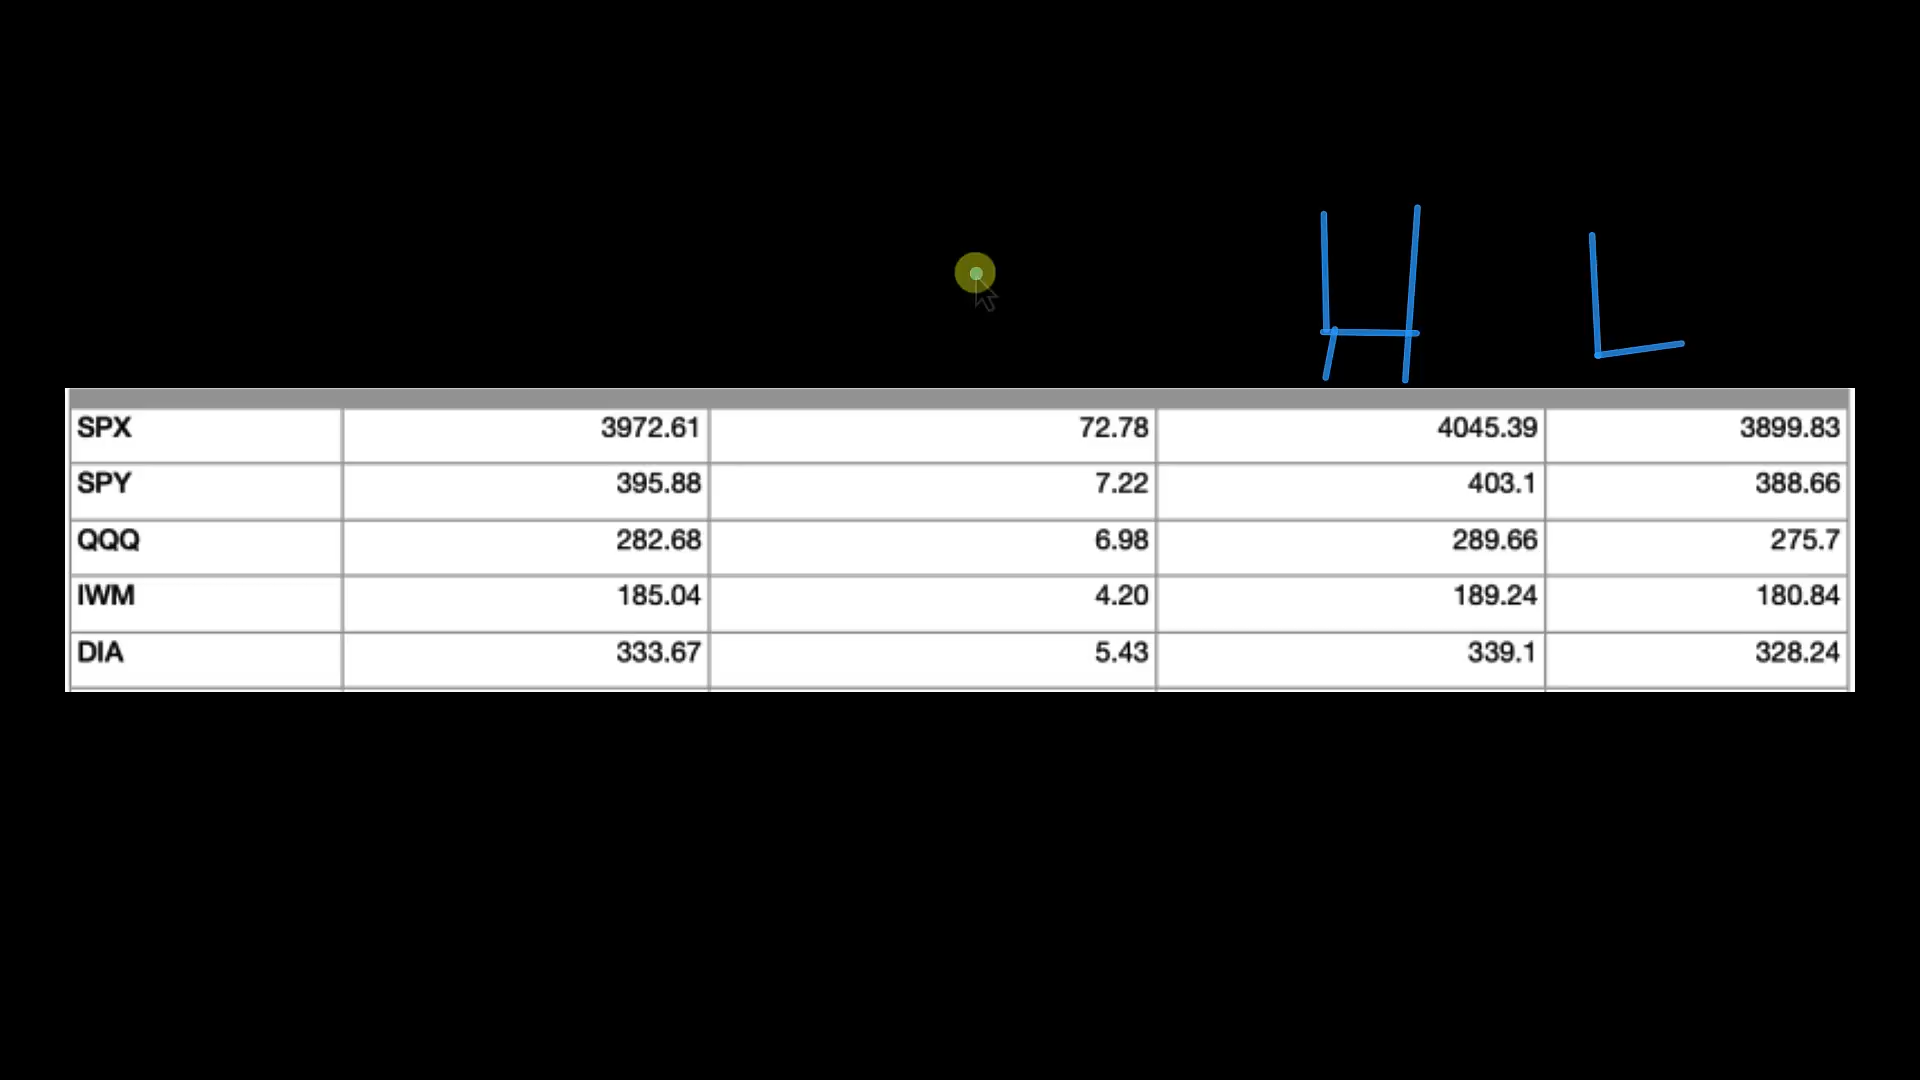 H L
SPX 3972.61 72.78 4045.39 3899.83
SPY 395.88 7.22 403.1 388.66
QQQ 282.68 6.98 289.66 275.7
IWM 185.04 4.20 189.24 180.84
DIA 333.67 5.43 339.1 328.24